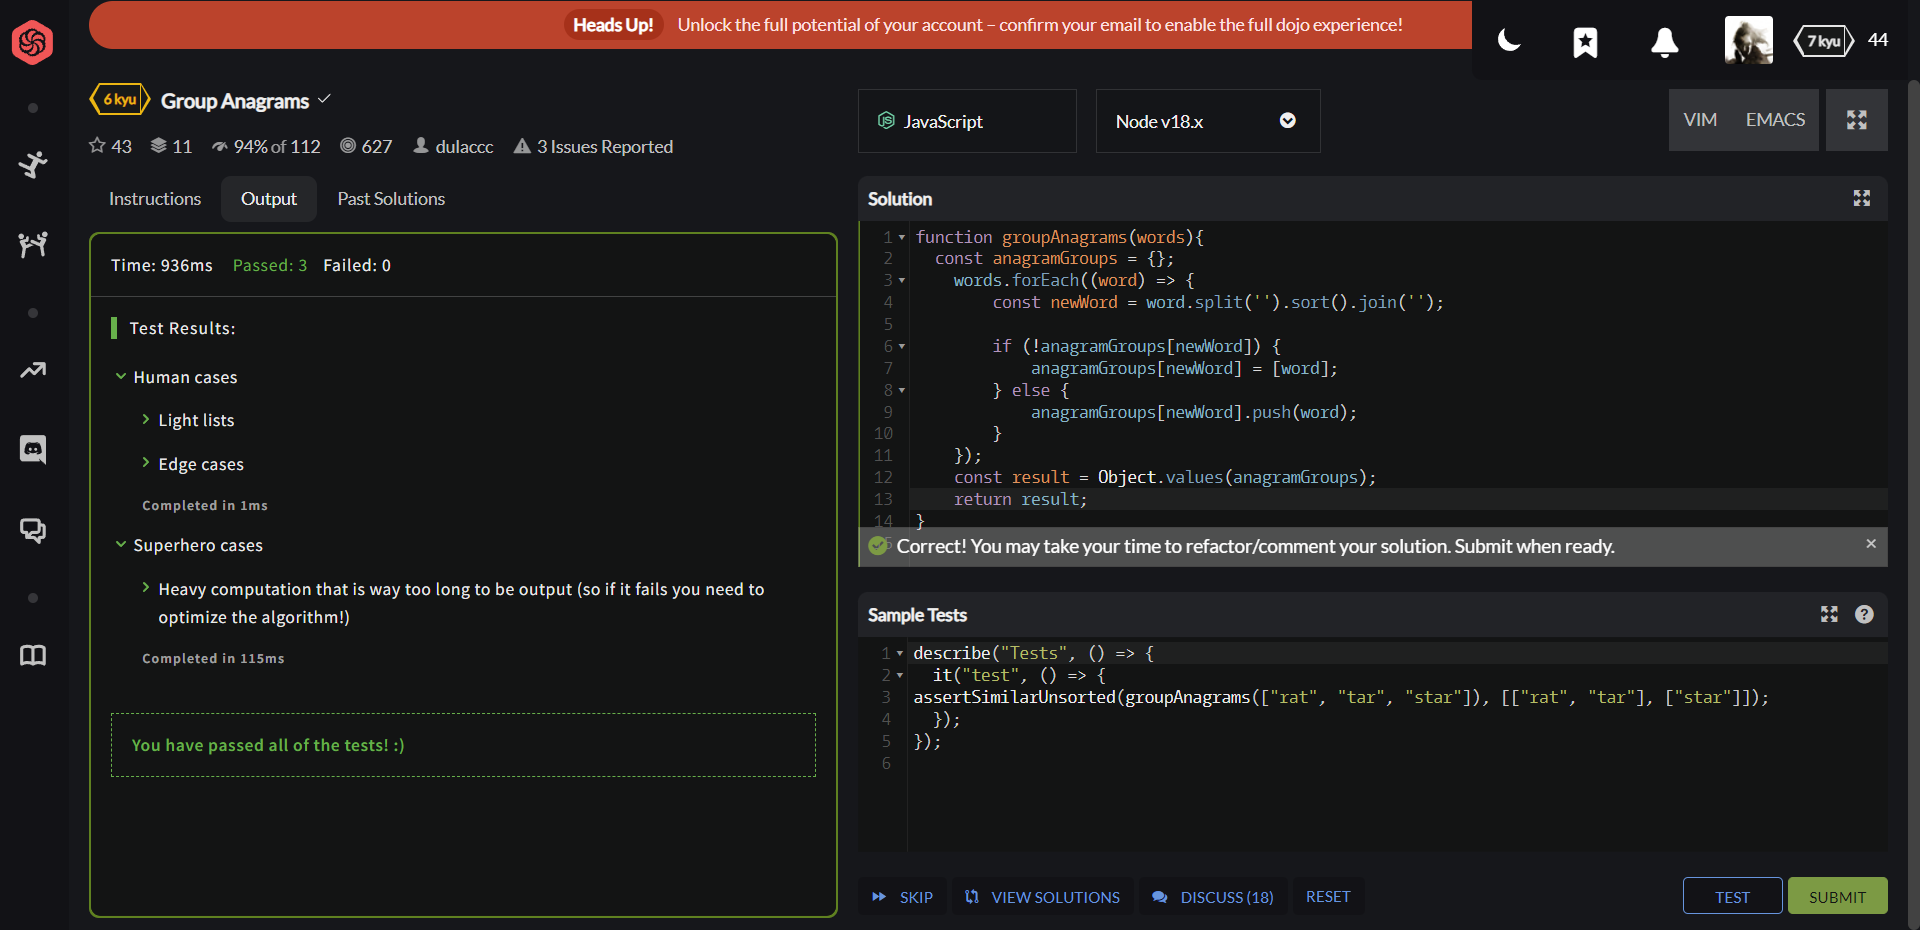 Heads Up! Unlock the full potential of your account – confirm your email to enable the full dojo experience!
7 kyu 44
6 kyu Group Anagrams
43 11 94% of 112 627 dulaccc 3 Issues Reported
Instructions Output Past Solutions
Time: 936ms Passed: 3 Failed: 0
Test Results:
Human cases
Light lists
Edge cases
Completed in 1ms
Superhero cases
Heavy computation that is way too long to be output (so if it fails you need to
optimize the algorithm!)
Completed in 115ms
You have passed all of the tests! :)
JavaScript
Node v18.x
VIM EMACS
Solution
1 function groupAnagrams(words){
2 const anagramGroups = {};
3 words.forEach((word) => {
4 const newWord = word.split('').sort().join('');
5
6 if (!anagramGroups[newWord]) {
7 anagramGroups[newWord] = [word];
8 } else {
9 anagramGroups[newWord].push(word);
10 }
11 });
12 const result = Object.values(anagramGroups);
13 return result;
14 }
Correct! You may take your time to refactor/comment your solution. Submit when ready. ×
Sample Tests ?
1 describe("Tests", () => {
2 it("test", () => {
3 assertSimilarUnsorted(groupAnagrams(["rat", "tar", "star"]), [["rat", "tar"], ["star"]]);
4 });
5 });
6
SKIP VIEW SOLUTIONS DISCUSS (18) RESET TEST SUBMIT